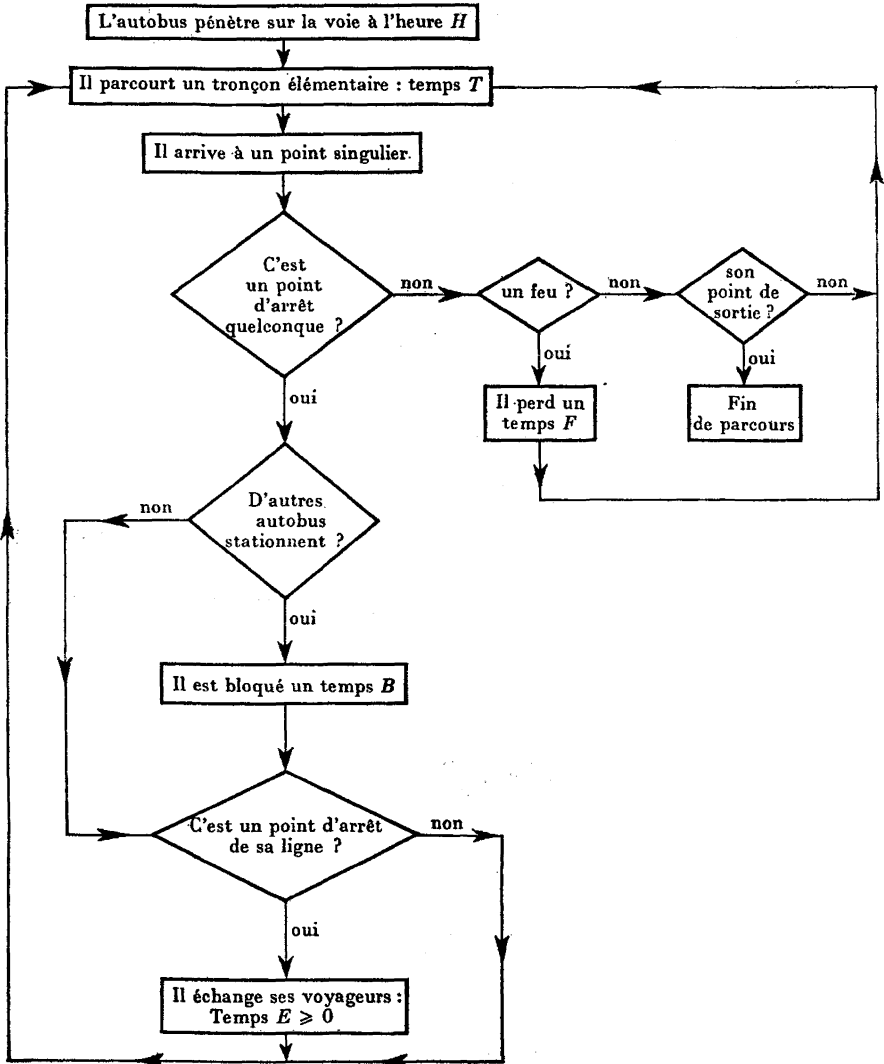 L'autobus pénètre sur la voie à l'heure H
Il parcourt un tronçon élémentaire : temps T
Il arrive à un point singulier.
C'est
un point
d'arrêt
quelconque ?
non
un feu ?
non
son
point de
sortie ?
non
oui
oui
oui
Il perd un
temps F
Fin
de parcours
D'autres
autobus
stationnent ?
non
oui
Il est bloqué un temps B
C'est un point d'arrêt
de sa ligne ?
non
oui
Il échange ses voyageurs :
Temps E ⩾ 0